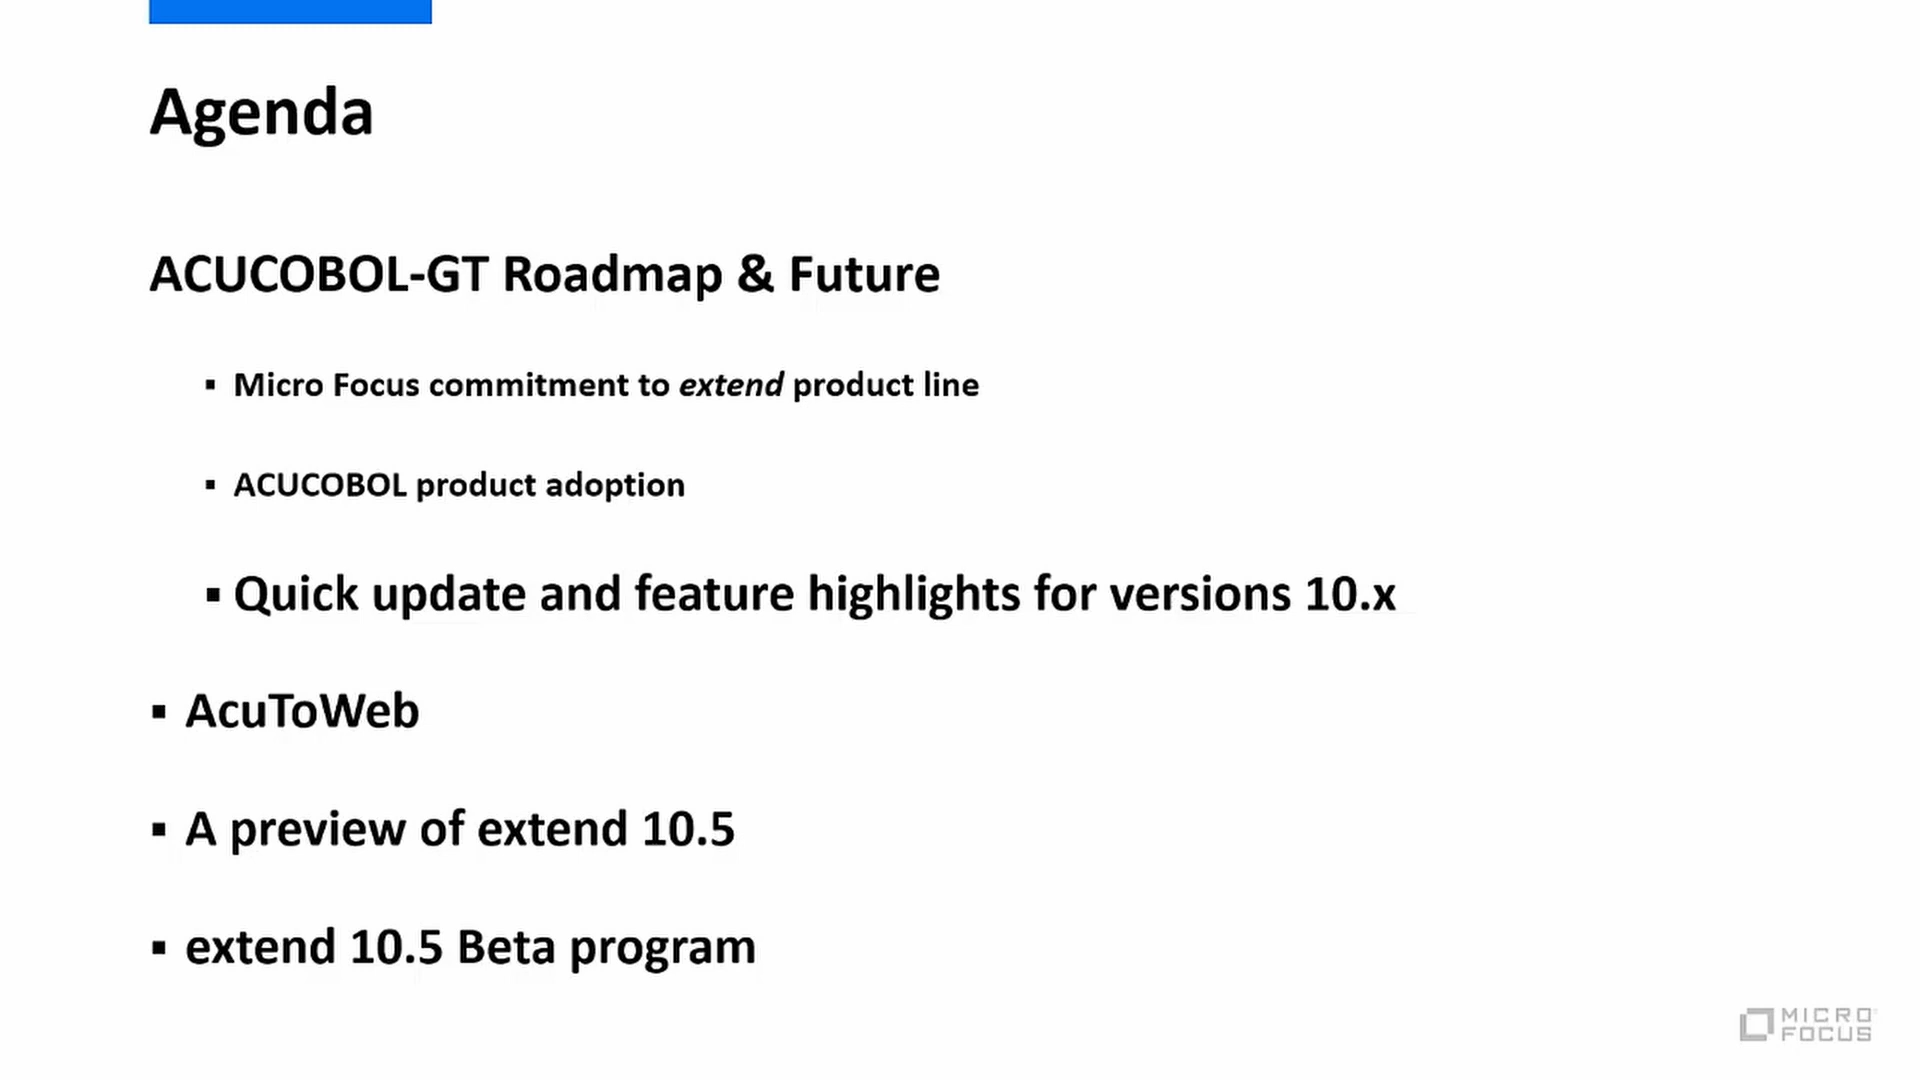 Agenda
ACUCOBOL-GT Roadmap & Future
▪ Micro Focus commitment to extend product line
▪ ACUCOBOL product adoption
▪ Quick update and feature highlights for versions 10.x
▪ AcuToWeb
▪ A preview of extend 10.5
▪ extend 10.5 Beta program
MICRO
FOCUS